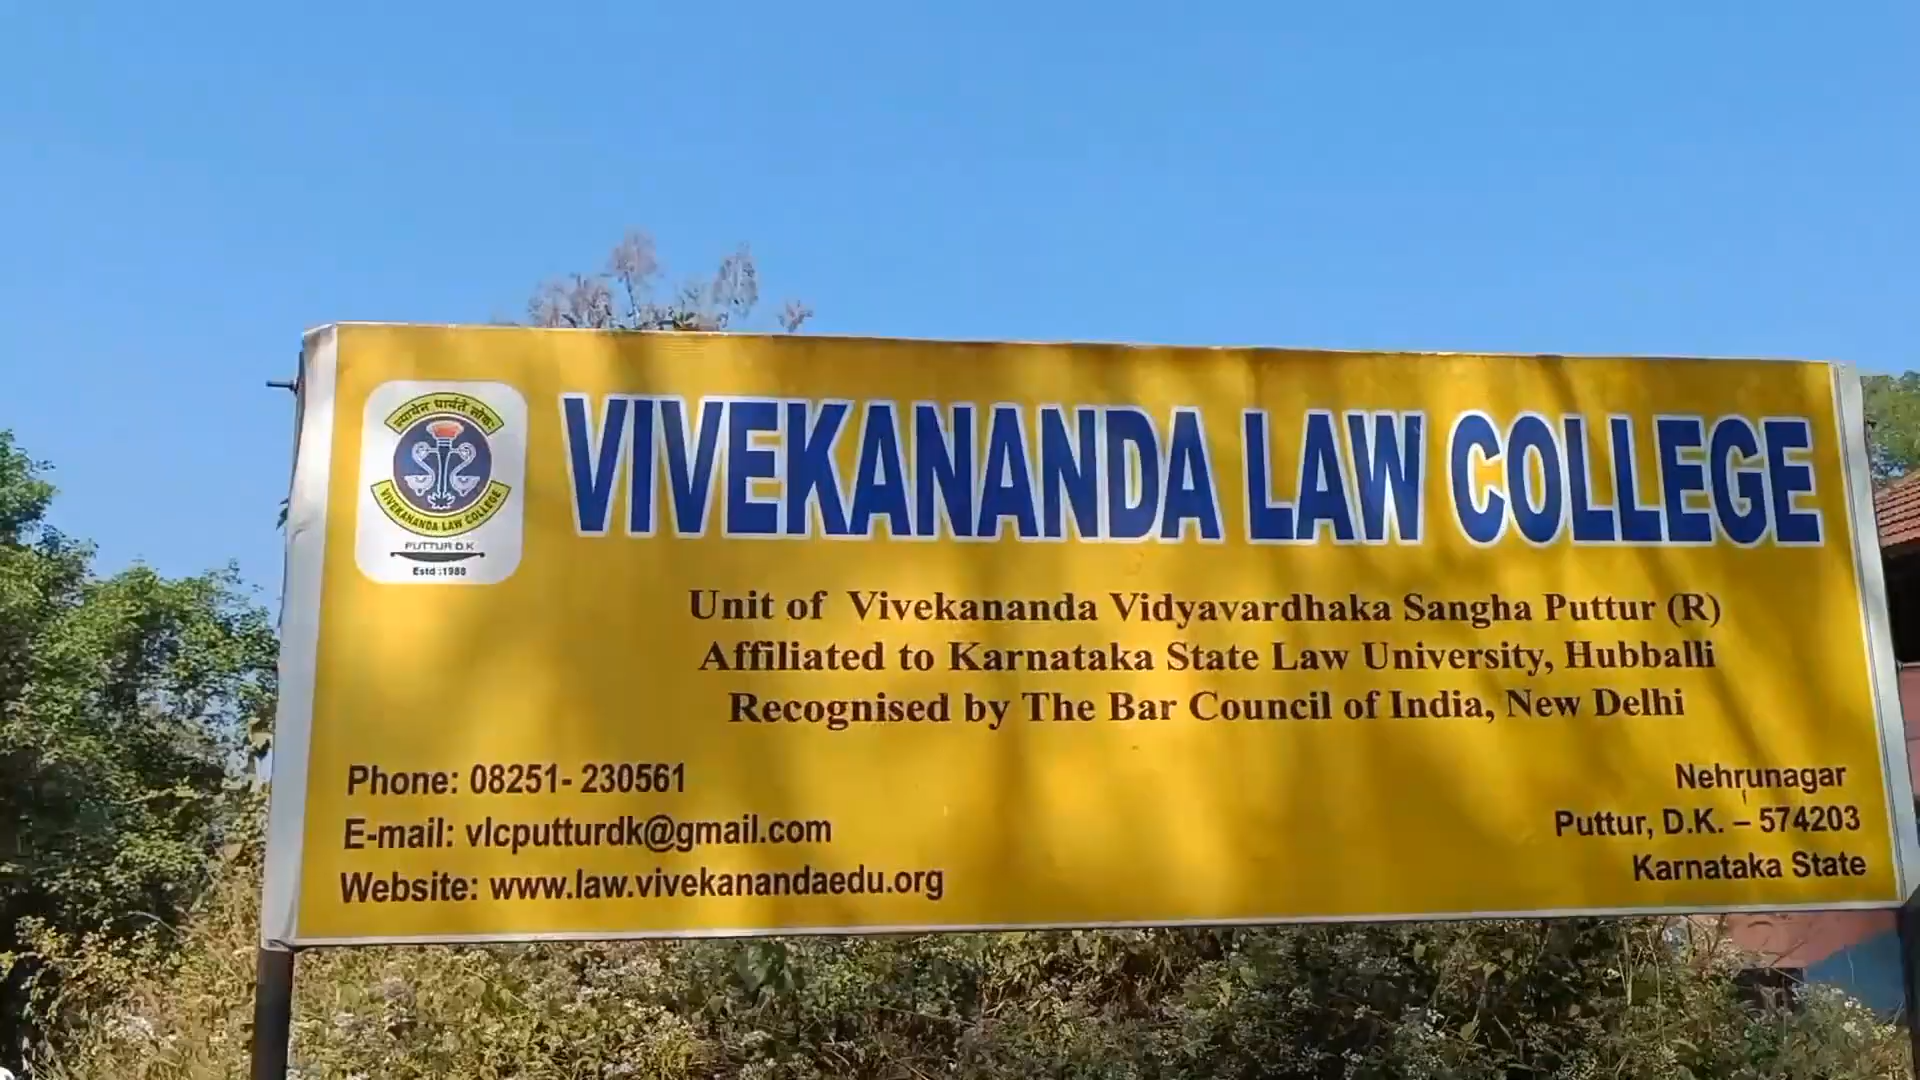 न्यायेन धार्यते लोकः
VIVEKANANDA LAW COLLEGE
PUTTUR D.K
Estd :1988
VIVEKANANDA LAW COLLEGE
Unit of Vivekananda Vidyavardhaka Sangha Puttur (R)
Affiliated to Karnataka State Law University, Hubballi
Recognised by The Bar Council of India, New Delhi
Phone: 08251- 230561
E-mail: vlcputturdk@gmail.com
Website: www.law.vivekanandaedu.org
Nehrunagar
Puttur, D.K. – 574203
Karnataka State